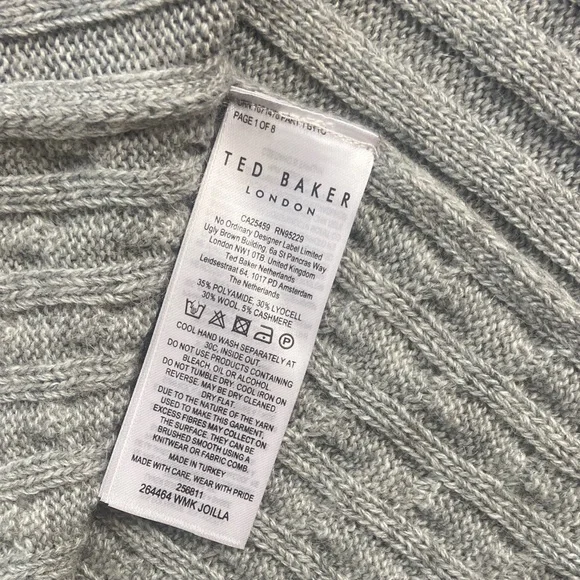 PAGE 1 OF 8
TED BAKER
LONDON
CA25459 RN95229
No Ordinary Designer Label Limited
Ugly Brown Building. 6a St Pancras Way
London NW1 0TB. United Kingdom
Ted Baker Netherlands
Leidsestraat 64, 1017 PD Amsterdam
The Netherlands
35% POLYAMIDE, 30% LYOCELL
30% WOOL, 5% CASHMERE
COOL HAND WASH SEPARATELY AT
30C, INSIDE OUT
DO NOT USE PRODUCTS CONTAINING
BLEACH, OIL OR ALCOHOL.
DO NOT TUMBLE DRY. COOL IRON ON
REVERSE. MAY BE DRY CLEANED.
DRY FLAT.
DUE TO THE NATURE OF THE YARN
USED TO MAKE THIS GARMENT,
EXCESS FIBRES MAY COLLECT ON
THE SURFACE. THEY CAN BE
BRUSHED SMOOTH USING A
KNITWEAR OR FABRIC COMB.
MADE IN TURKEY
MADE WITH CARE, WEAR WITH PRIDE
256811
264464 WMK JOILLA